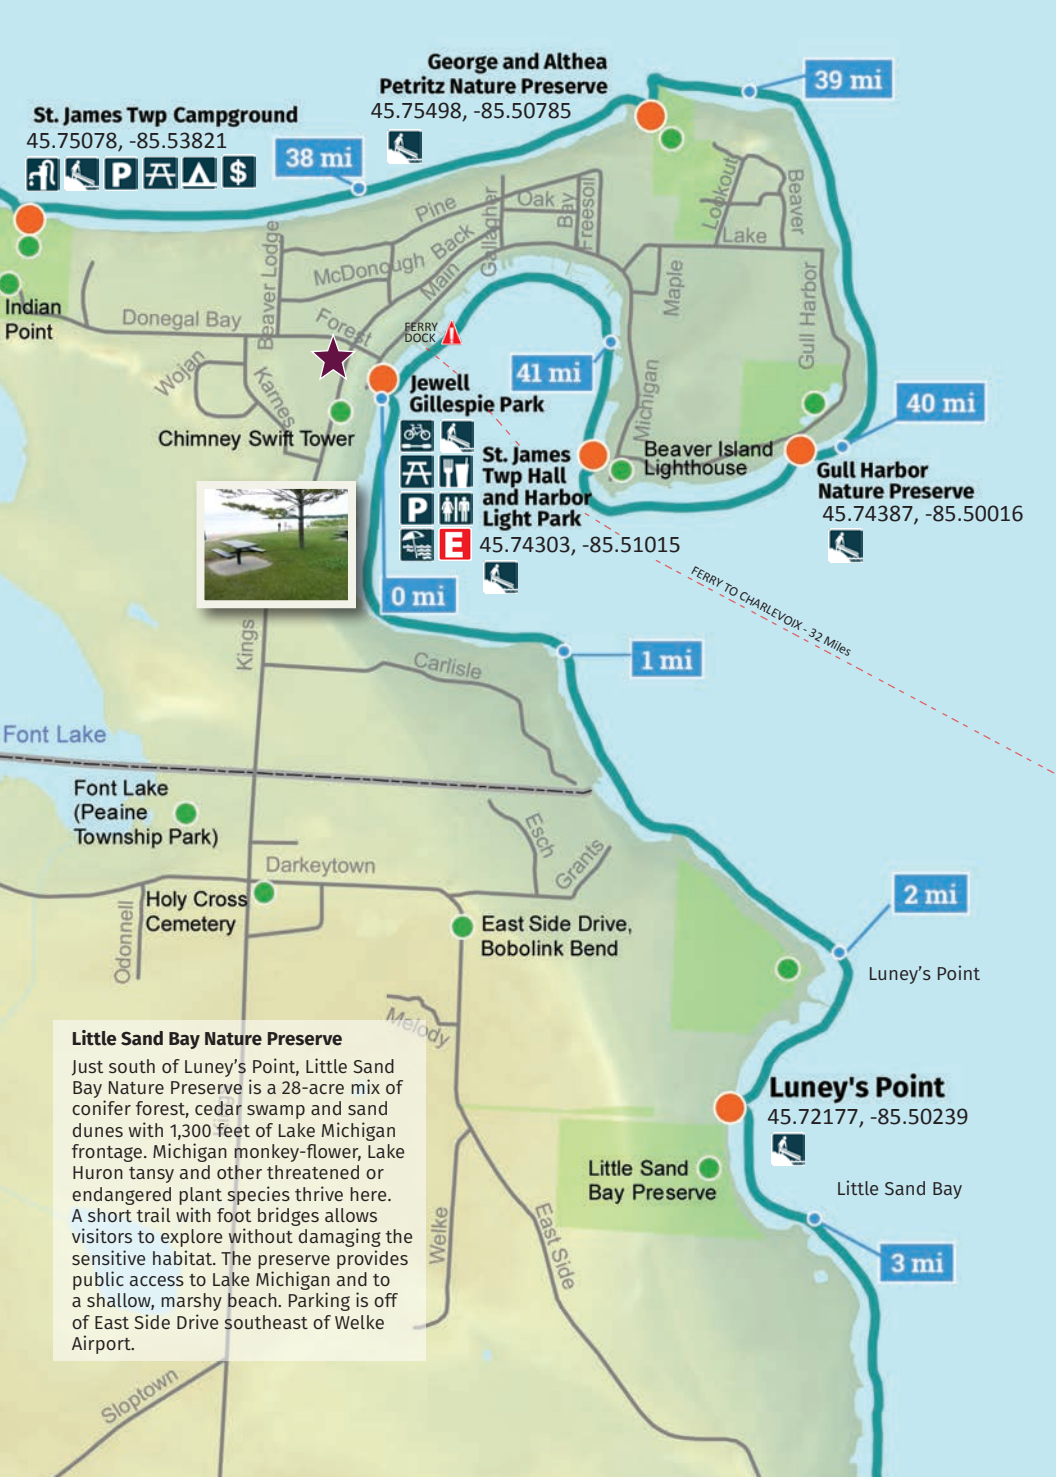 George and Althea
Petritz Nature Preserve
45.75498, -85.50785
39 mi
St. James Twp Campground
45.75078, -85.53821
P
$
38 mi
Pine
Oak
Bay
Freesoil
Gallagher
Lookout
Beaver
Lake
McDonough
Back
Main
Beaver Lodge
Maple
Gull Harbor
Indian
Point
Donegal Bay
Forest
FERRY
DOCK
Wojan
Karnes
41 mi
Michigan
40 mi
Jewell
Gillespie Park
Chimney Swift Tower
P
E
St. James
Twp Hall
and Harbor
Light Park
45.74303, -85.51015
Beaver Island
Lighthouse
Gull Harbor
Nature Preserve
45.74387, -85.50016
FERRY TO CHARLEVOIX - 32 Miles
0 mi
Kings
Carlisle
1 mi
Font Lake
Font Lake
(Peaine
Township Park)
Esch
Grants
Darkeytown
Holy Cross
Cemetery
Odonnell
East Side Drive,
Bobolink Bend
2 mi
Luney’s Point
Melody
Kings
Little Sand Bay Nature Preserve
Just south of Luney’s Point, Little Sand
Bay Nature Preserve is a 28-acre mix of
conifer forest, cedar swamp and sand
dunes with 1,300 feet of Lake Michigan
frontage. Michigan monkey-flower, Lake
Huron tansy and other threatened or
endangered plant species thrive here.
A short trail with foot bridges allows
visitors to explore without damaging the
sensitive habitat. The preserve provides
public access to Lake Michigan and to
a shallow, marshy beach. Parking is off
of East Side Drive southeast of Welke
Airport.
Luney's Point
45.72177, -85.50239
Little Sand
Bay Preserve
Little Sand Bay
Welke
East Side
3 mi
Sloptown